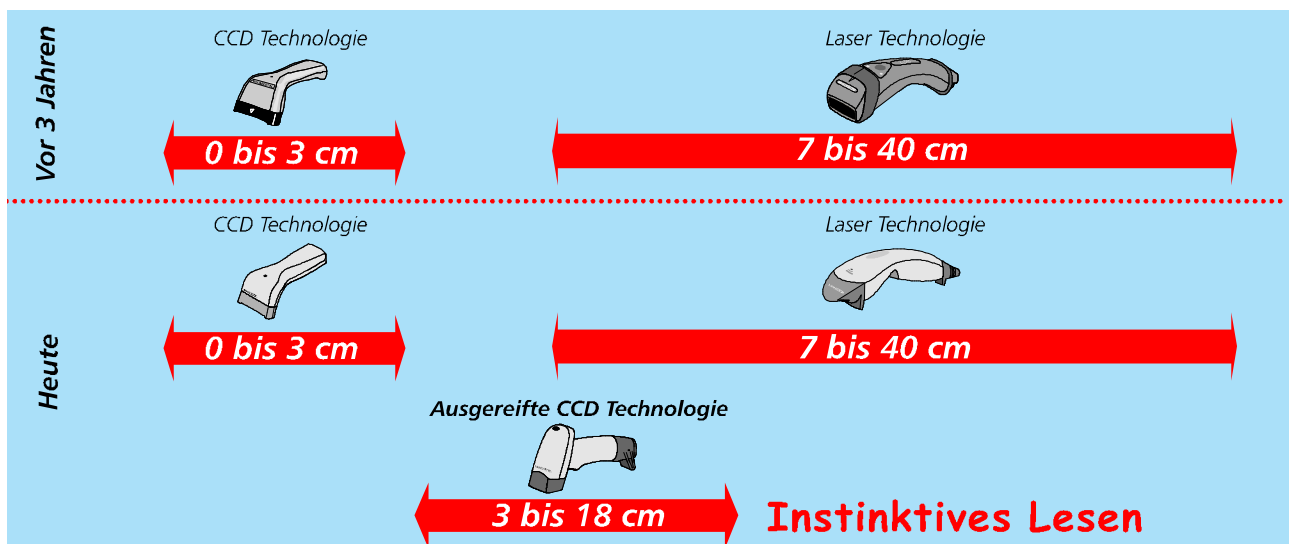 Vor 3 Jahren
CCD Technologie
Laser Technologie
0 bis 3 cm
7 bis 40 cm
Heute
CCD Technologie
Laser Technologie
0 bis 3 cm
7 bis 40 cm
Ausgereifte CCD Technologie
3 bis 18 cm
Instinktives Lesen